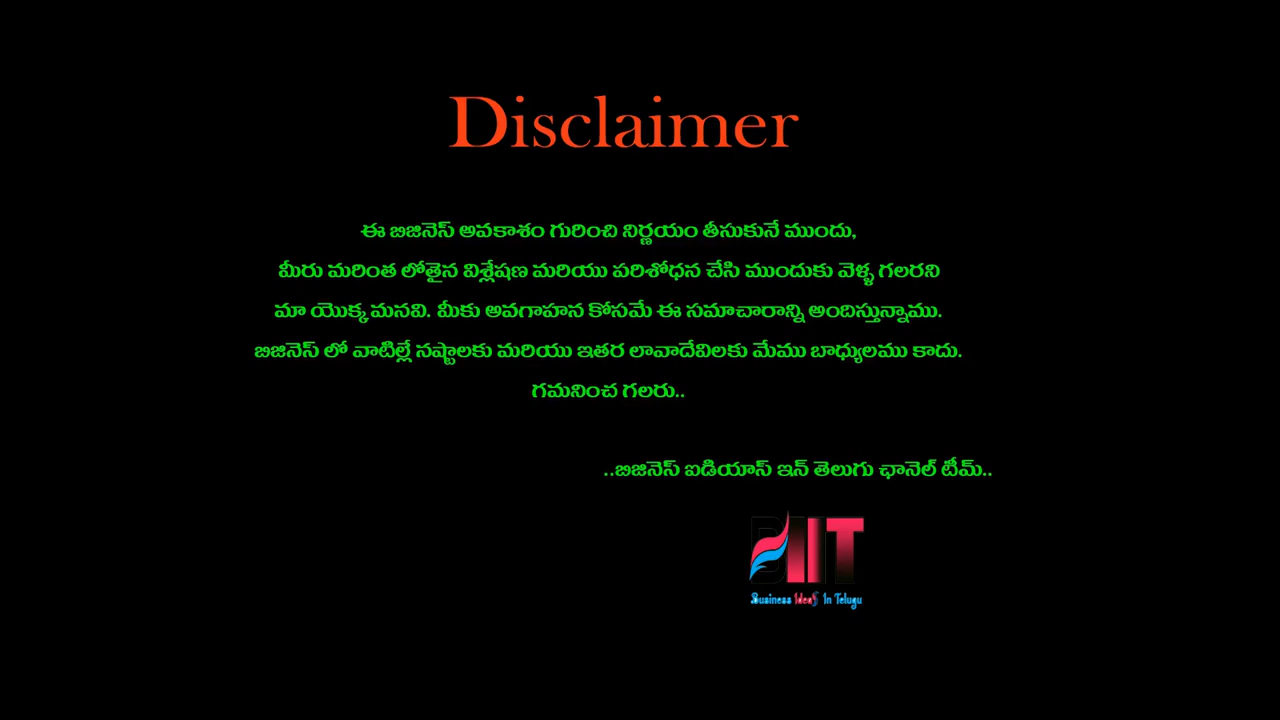 Disclaimer
ఈ బిజినెస్ అవకాశం గురించి నిర్ణయం తీసుకునే ముందు,
మీరు మరింత లోతైన విశ్లేషణ మరియు పరిశోధన చేసి ముందుకు వెళ్ళ గలరని
మా యొక్క మనవి. మీకు అవగాహన కోసమే ఈ సమాచారాన్ని అందిస్తున్నాము.
బిజినెస్ లో వాటిల్లే నష్టాలకు మరియు ఇతర లావాదేవిలకు మేము బాధ్యులము కాదు.
గమనించ గలరు..
..బిజినెస్ ఐడియాస్ ఇన్ తెలుగు ఛానెల్ టీమ్..
BIIT
Business IdeaS In Telugu